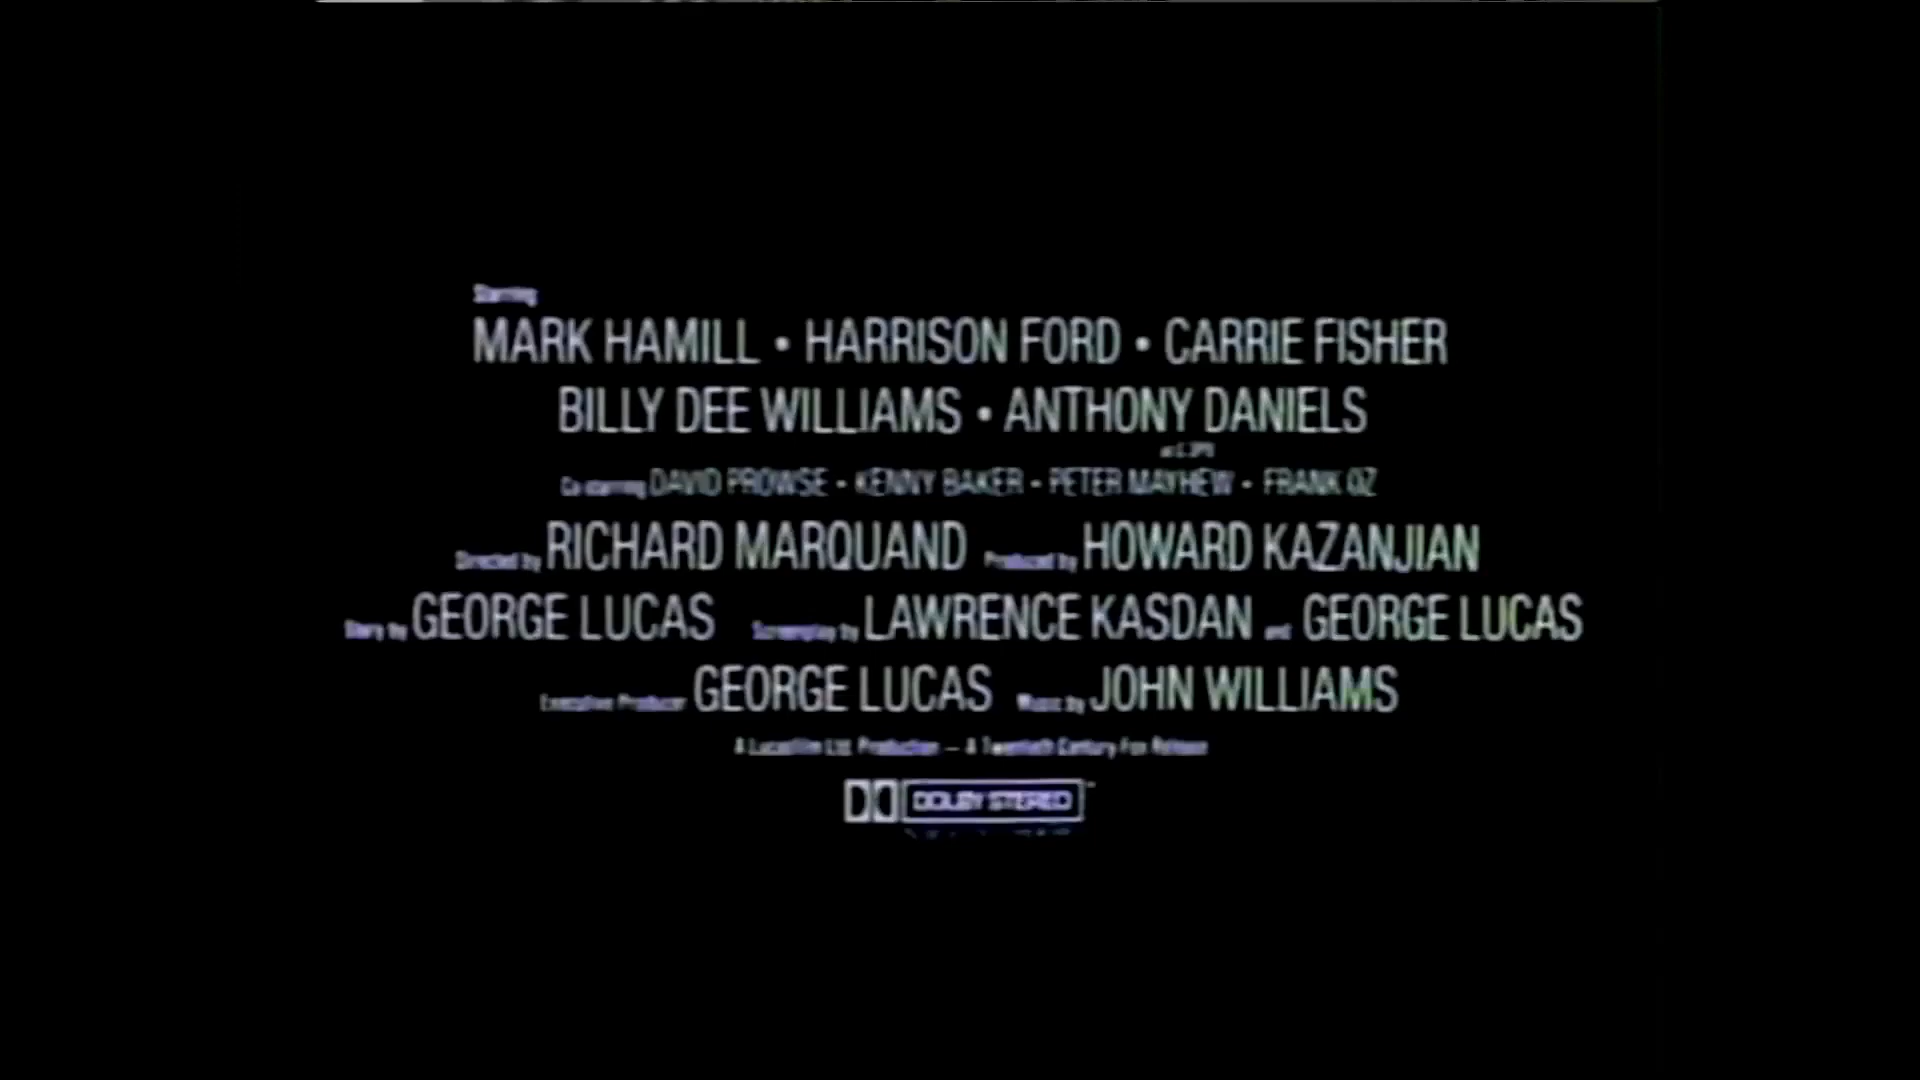 Starring
MARK HAMILL • HARRISON FORD • CARRIE FISHER
BILLY DEE WILLIAMS • ANTHONY DANIELS
as C-3PO
Co-starring DAVID PROWSE • KENNY BAKER • PETER MAYHEW • FRANK OZ
Directed by RICHARD MARQUAND Produced by HOWARD KAZANJIAN
Story by GEORGE LUCAS Screenplay by LAWRENCE KASDAN and GEORGE LUCAS
Executive Producer GEORGE LUCAS Music by JOHN WILLIAMS
A Lucasfilm Ltd. Production — A Twentieth Century Fox Release
DOLBY STEREO